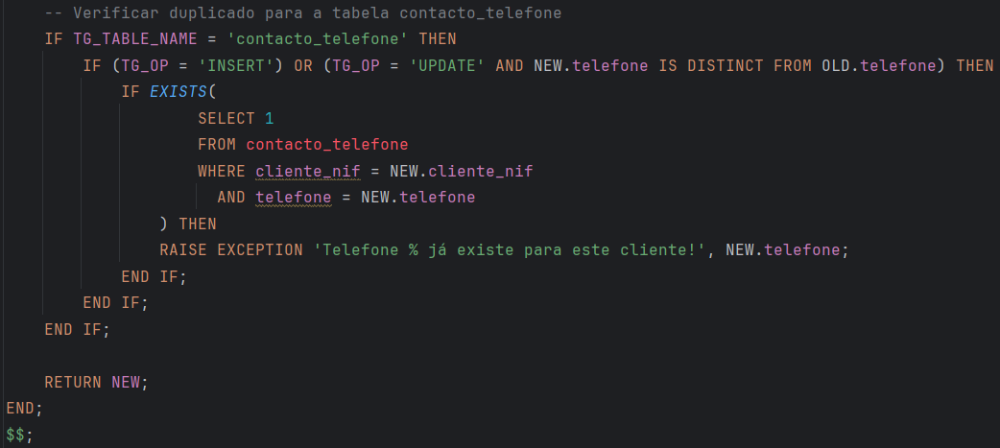 -- Verificar duplicado para a tabela contacto_telefone
IF TG_TABLE_NAME = 'contacto_telefone' THEN
IF (TG_OP = 'INSERT') OR (TG_OP = 'UPDATE' AND NEW.telefone IS DISTINCT FROM OLD.telefone) THEN
IF EXISTS(
SELECT 1
FROM contacto_telefone
WHERE cliente_nif = NEW.cliente_nif
AND telefone = NEW.telefone
) THEN
RAISE EXCEPTION 'Telefone % já existe para este cliente!', NEW.telefone;
END IF;
END IF;
END IF;
RETURN NEW;
END;
$$;